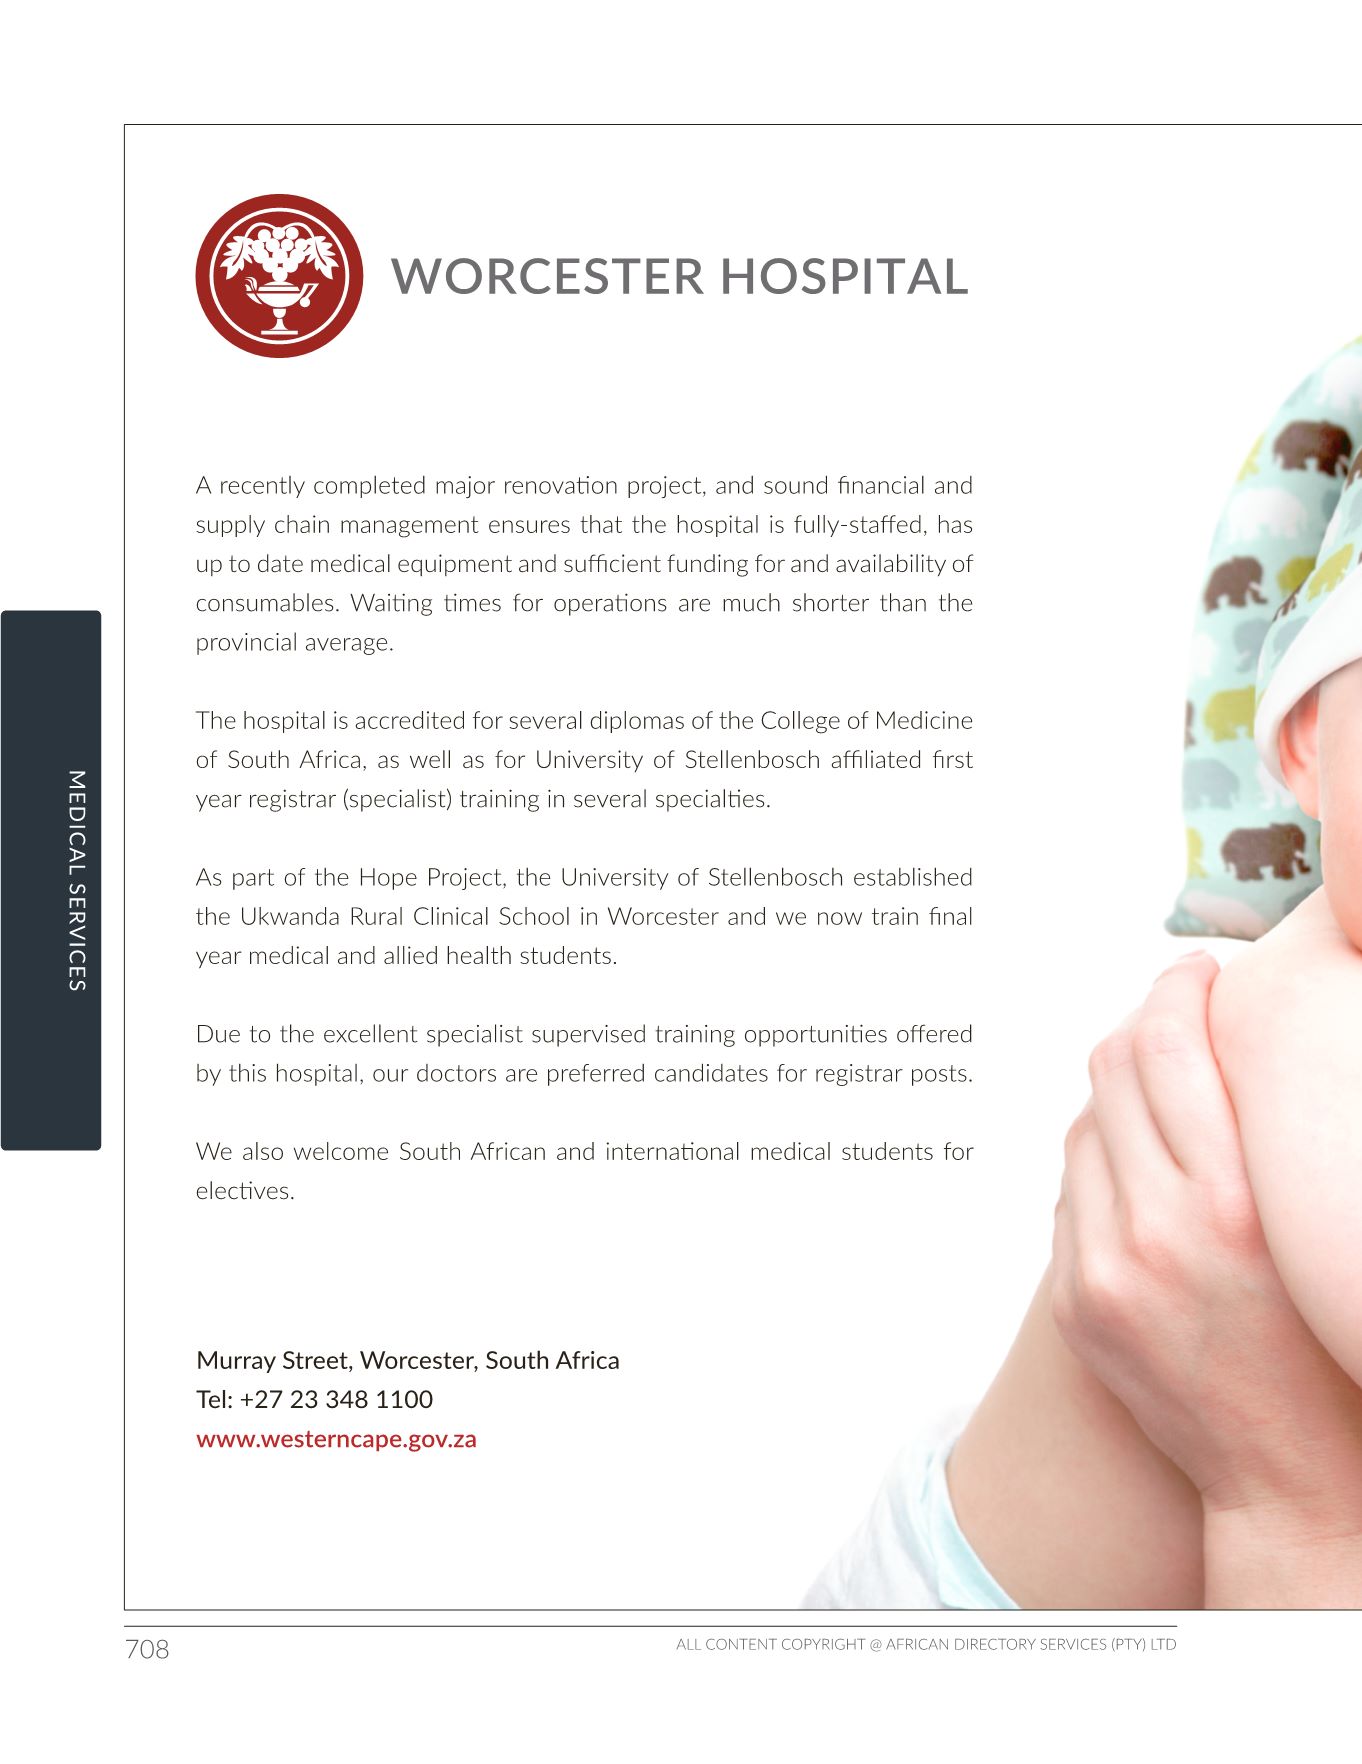 WORCESTER HOSPITAL
A recently completed major renovation project, and sound financial and
supply chain management ensures that the hospital is fully-staffed, has
up to date medical equipment and sufficient funding for and availability of
consumables. Waiting times for operations are much shorter than the
provincial average.
The hospital is accredited for several diplomas of the College of Medicine
of South Africa, as well as for University of Stellenbosch affiliated first
year registrar (specialist) training in several specialties.
As part of the Hope Project, the University of Stellenbosch established
the Ukwanda Rural Clinical School in Worcester and we now train final
year medical and allied health students.
Due to the excellent specialist supervised training opportunities offered
by this hospital, our doctors are preferred candidates for registrar posts.
We also welcome South African and international medical students for
electives.
Murray Street, Worcester, South Africa
Tel: +27 23 348 1100
www.westerncape.gov.za
MEDICAL SERVICES
708
ALL CONTENT COPYRIGHT @ AFRICAN DIRECTORY SERVICES (PTY) LTD